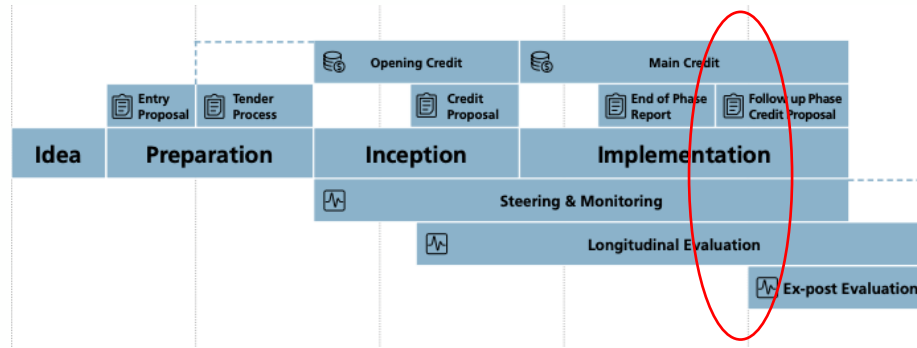 Opening Credit
Main Credit
Entry
Proposal
Tender
Process
Credit
Proposal
End of Phase
Report
Follow up Phase
Credit Proposal
Idea
Preparation
Inception
Implementation
Steering & Monitoring
Longitudinal Evaluation
Ex-post Evaluation